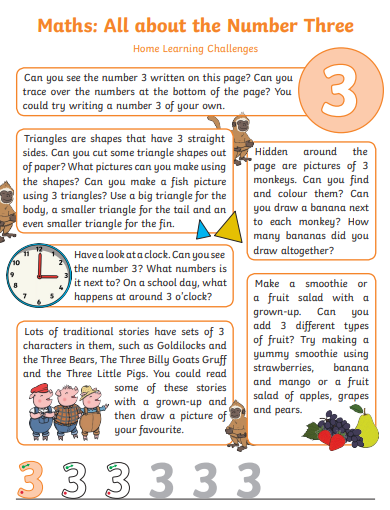 Maths: All about the Number Three
Home Learning Challenges
Can you see the number 3 written on this page? Can you
trace over the numbers at the bottom of the page? You
could try writing a number 3 of your own.
3
Triangles are shapes that have 3 straight
sides. Can you cut some triangle shapes out
of paper? What pictures can you make using
the shapes? Can you make a fish picture
using 3 triangles? Use a big triangle for the
body, a smaller triangle for the tail and an
even smaller triangle for the fin.
Hidden around the
page are pictures of 3
monkeys. Can you find
and colour them? Can
you draw a banana next
to each monkey? How
many bananas did you
draw altogether?
12
1
2
3
4
5
6
7
8
9
10
11
Have a look at a clock. Can you see
the number 3? What numbers is
it next to? On a school day, what
happens at around 3 o'clock?
Make a smoothie or
a fruit salad with a
grown-up. Can you
add 3 different types
of fruit? Try making a
yummy smoothie using
strawberries, banana
and mango or a fruit
salad of apples, grapes
and pears.
Lots of traditional stories have sets of 3
characters in them, such as Goldilocks and
the Three Bears, The Three Billy Goats Gruff
and the Three Little Pigs. You could read
some of these stories
with a grown-up and
then draw a picture of
your favourite.
3 3 3 3 3 3